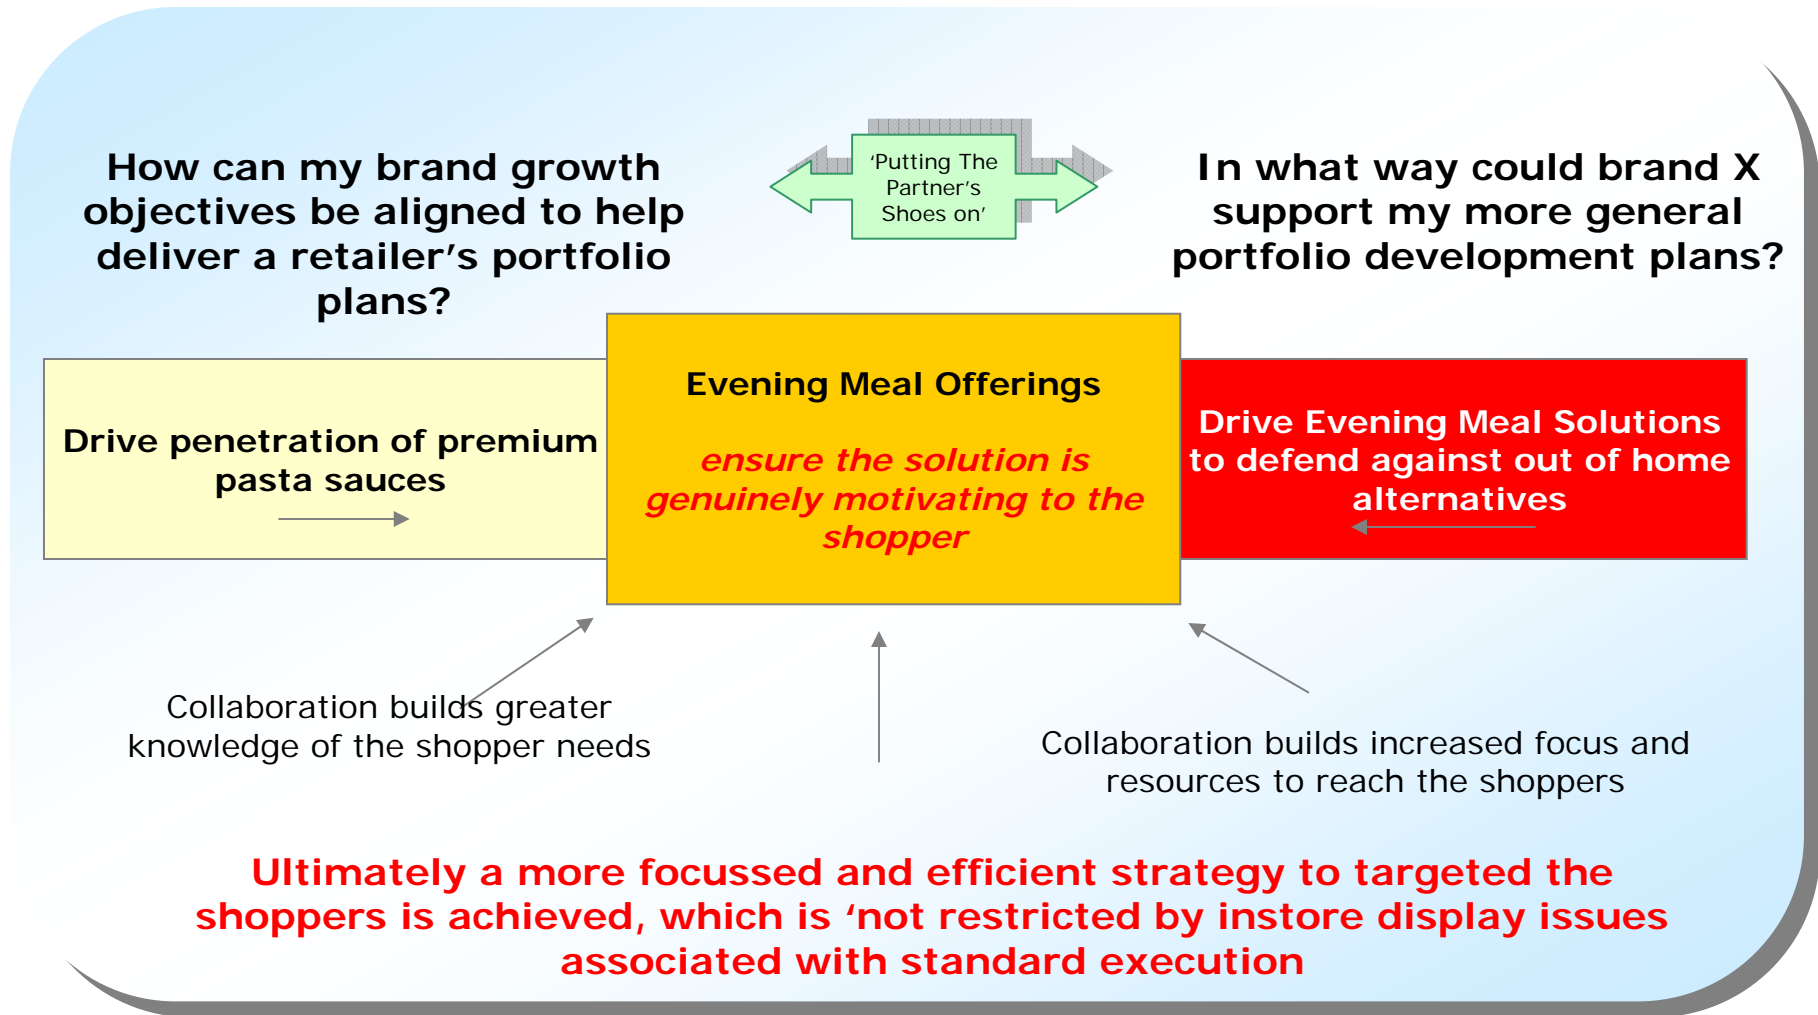 How can my brand growth
objectives be aligned to help
deliver a retailer's portfolio
plans?
'Putting The
Partner's
Shoes on'
In what way could brand X
support my more general
portfolio development plans?
Drive penetration of premium
pasta sauces
Evening Meal Offerings
ensure the solution is
genuinely motivating to the
shopper
Drive Evening Meal Solutions
to defend against out of home
alternatives
Collaboration builds greater
knowledge of the shopper needs
Collaboration builds increased focus and
resources to reach the shoppers
Ultimately a more focussed and efficient strategy to targeted the
shoppers is achieved, which is 'not restricted by instore display issues
associated with standard execution